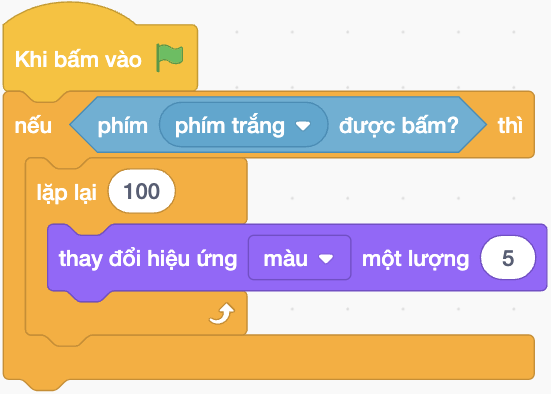 Khi bấm vào
nếu phím phím trắng được bấm? thì
lặp lại 100
thay đổi hiệu ứng màu một lượng 5